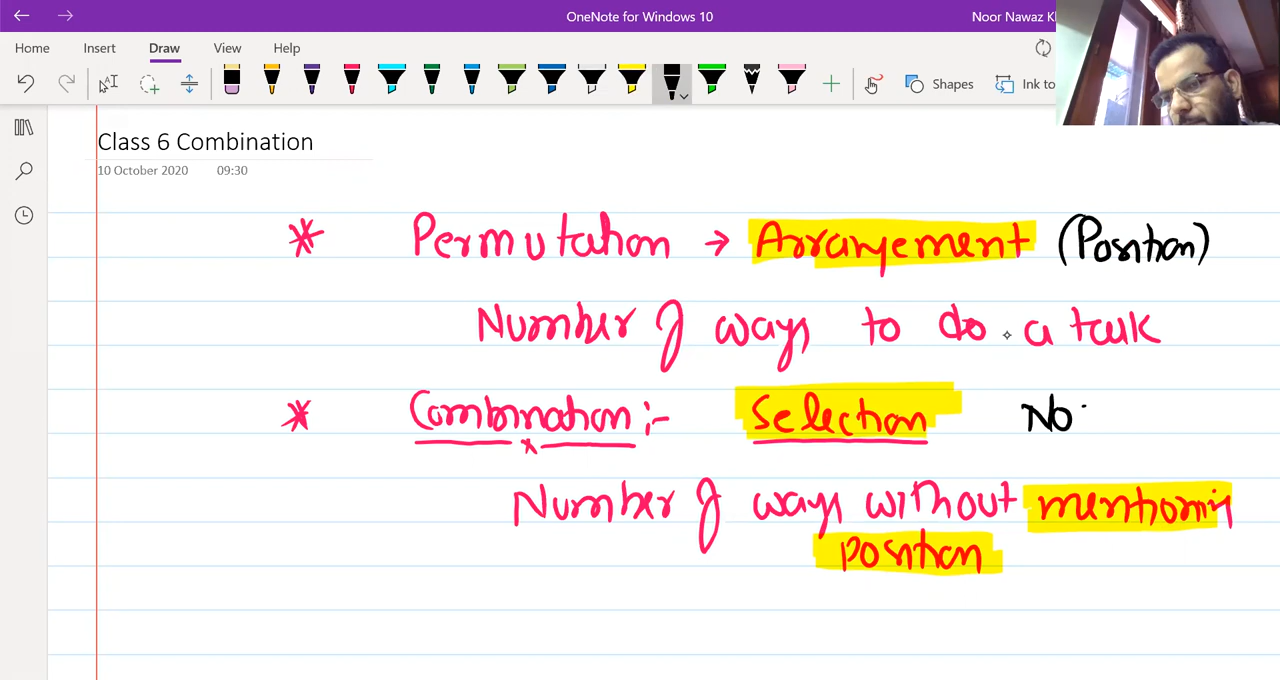 OneNote for Windows 10
Noor Nawaz Kh
Home Insert Draw View Help
Shapes
Ink to
Class 6 Combination
10 October 2020 09:30
* Permutation → Arrangement (Position)
Number of ways to do a task
* Combination :- Selection No
Number of ways without mentioning
position